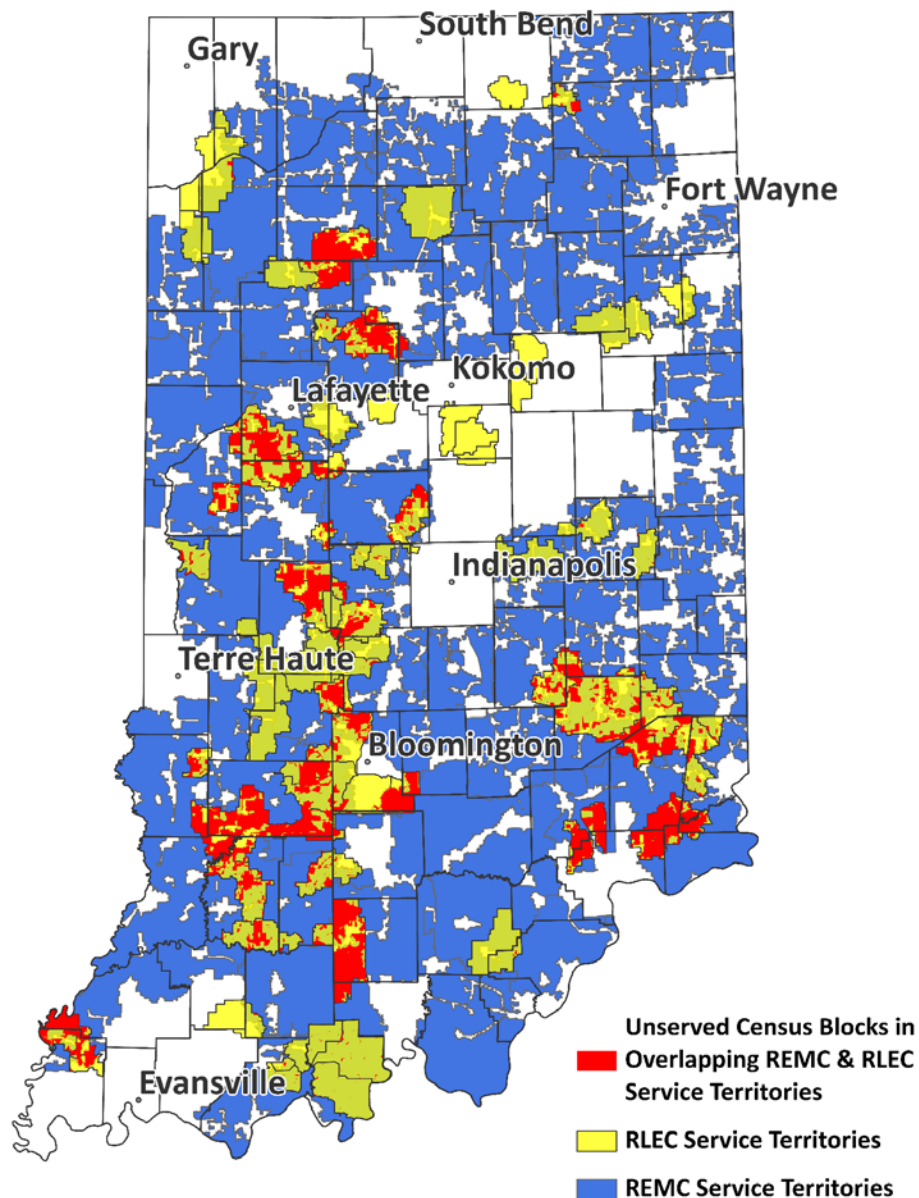 South Bend
Gary
Fort Wayne
Kokomo
Lafayette
Indianapolis
Terre Haute
Bloomington
Evansville
Unserved Census Blocks in
Overlapping REMC & RLEC
Service Territories
RLEC Service Territories
REMC Service Territories